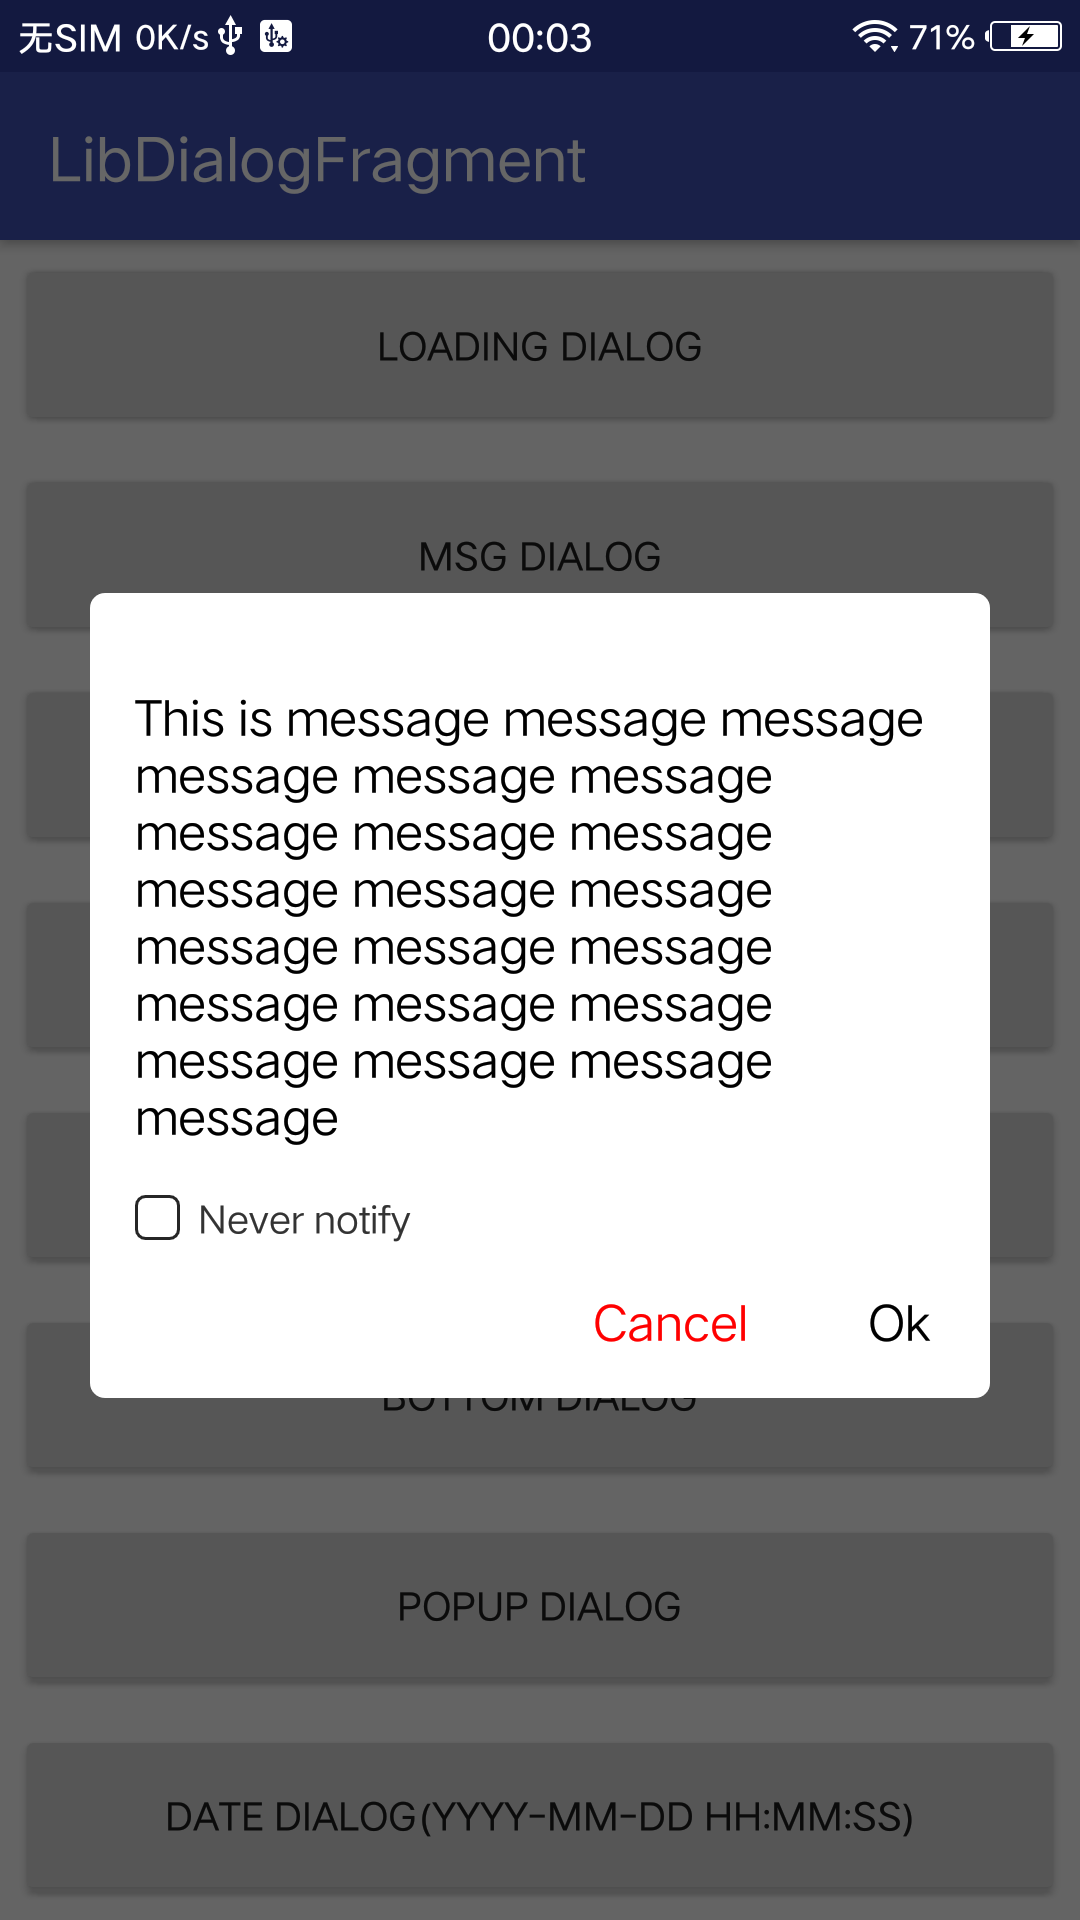 无SIM 0K/s 00:03 71%
LibDialogFragment
LOADING DIALOG
MSG DIALOG
This is message message message
message message message
message message message
message message message
message message message
message message message
message message message
message
Never notify
Cancel Ok
BOTTOM DIALOG
POPUP DIALOG
DATE DIALOG(YYYY-MM-DD HH:MM:SS)